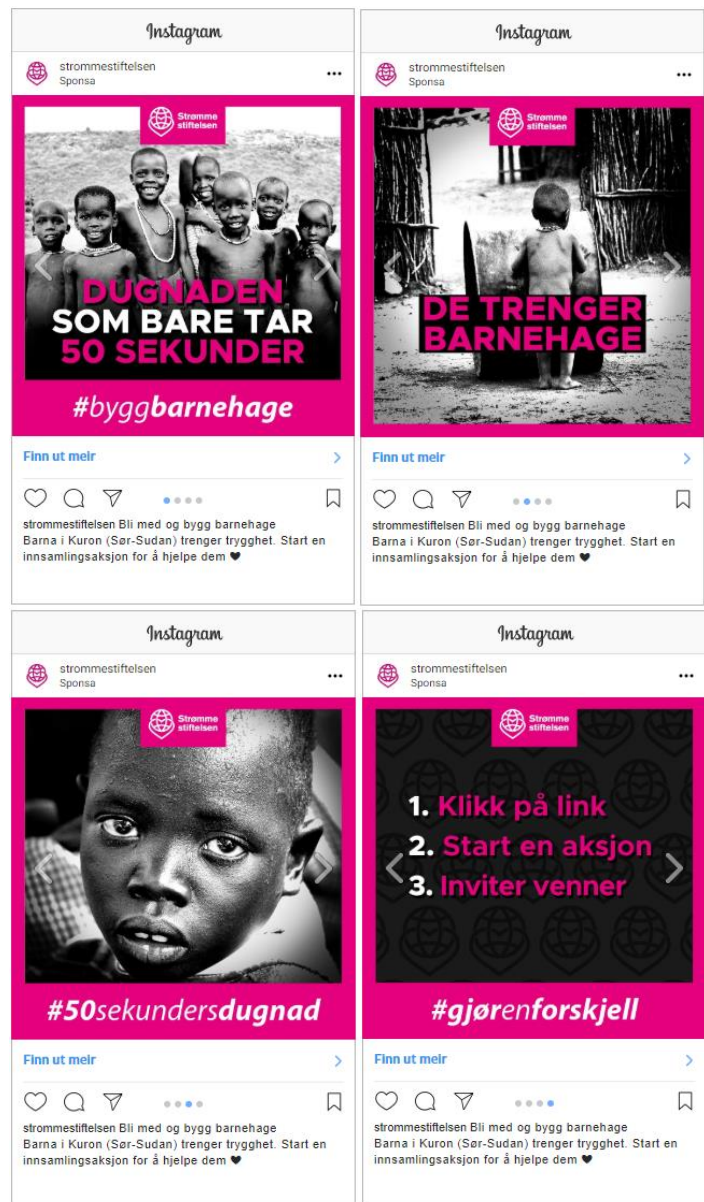 Instagram
strommestiftelsen
Sponsa
Strømme
stiftelsen
DUGNADEN
SOM BARE TAR
50 SEKUNDER
#byggbarnehage
Finn ut meir
strommestiftelsen Bli med og bygg barnehage
Barna i Kuron (Sør-Sudan) trenger trygghet. Start en
innsamlingsaksjon for å hjelpe dem 🖤
Instagram
strommestiftelsen
Sponsa
Strømme
stiftelsen
DE TRENGER
BARNEHAGE
Finn ut meir
strommestiftelsen Bli med og bygg barnehage
Barna i Kuron (Sør-Sudan) trenger trygghet. Start en
innsamlingsaksjon for å hjelpe dem 🖤
Instagram
strommestiftelsen
Sponsa
Strømme
stiftelsen
#50sekundersdugnad
Finn ut meir
strommestiftelsen Bli med og bygg barnehage
Barna i Kuron (Sør-Sudan) trenger trygghet. Start en
innsamlingsaksjon for å hjelpe dem 🖤
Instagram
strommestiftelsen
Sponsa
Strømme
stiftelsen
1. Klikk på link
2. Start en aksjon
3. Inviter venner
#gjørenforskjell
Finn ut meir
strommestiftelsen Bli med og bygg barnehage
Barna i Kuron (Sør-Sudan) trenger trygghet. Start en
innsamlingsaksjon for å hjelpe dem 🖤